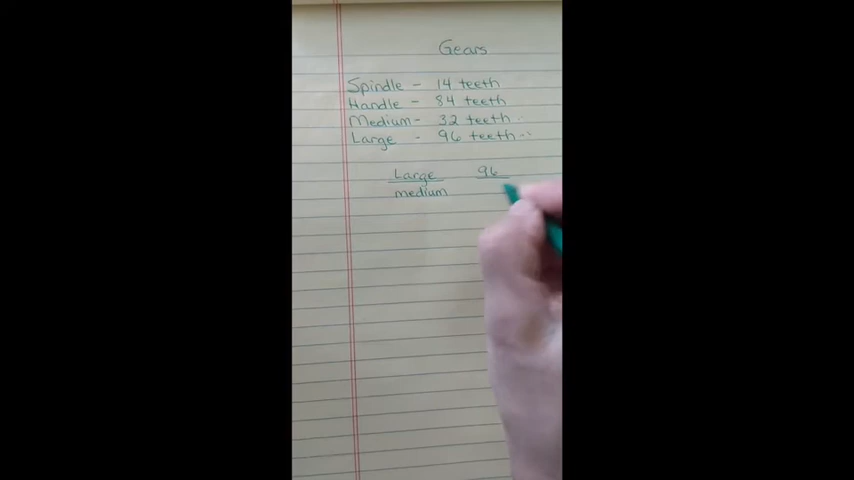 Gears
Spindle - 14 teeth
Handle - 84 teeth
Medium - 32 teeth
Large - 96 teeth
Large 96
medium